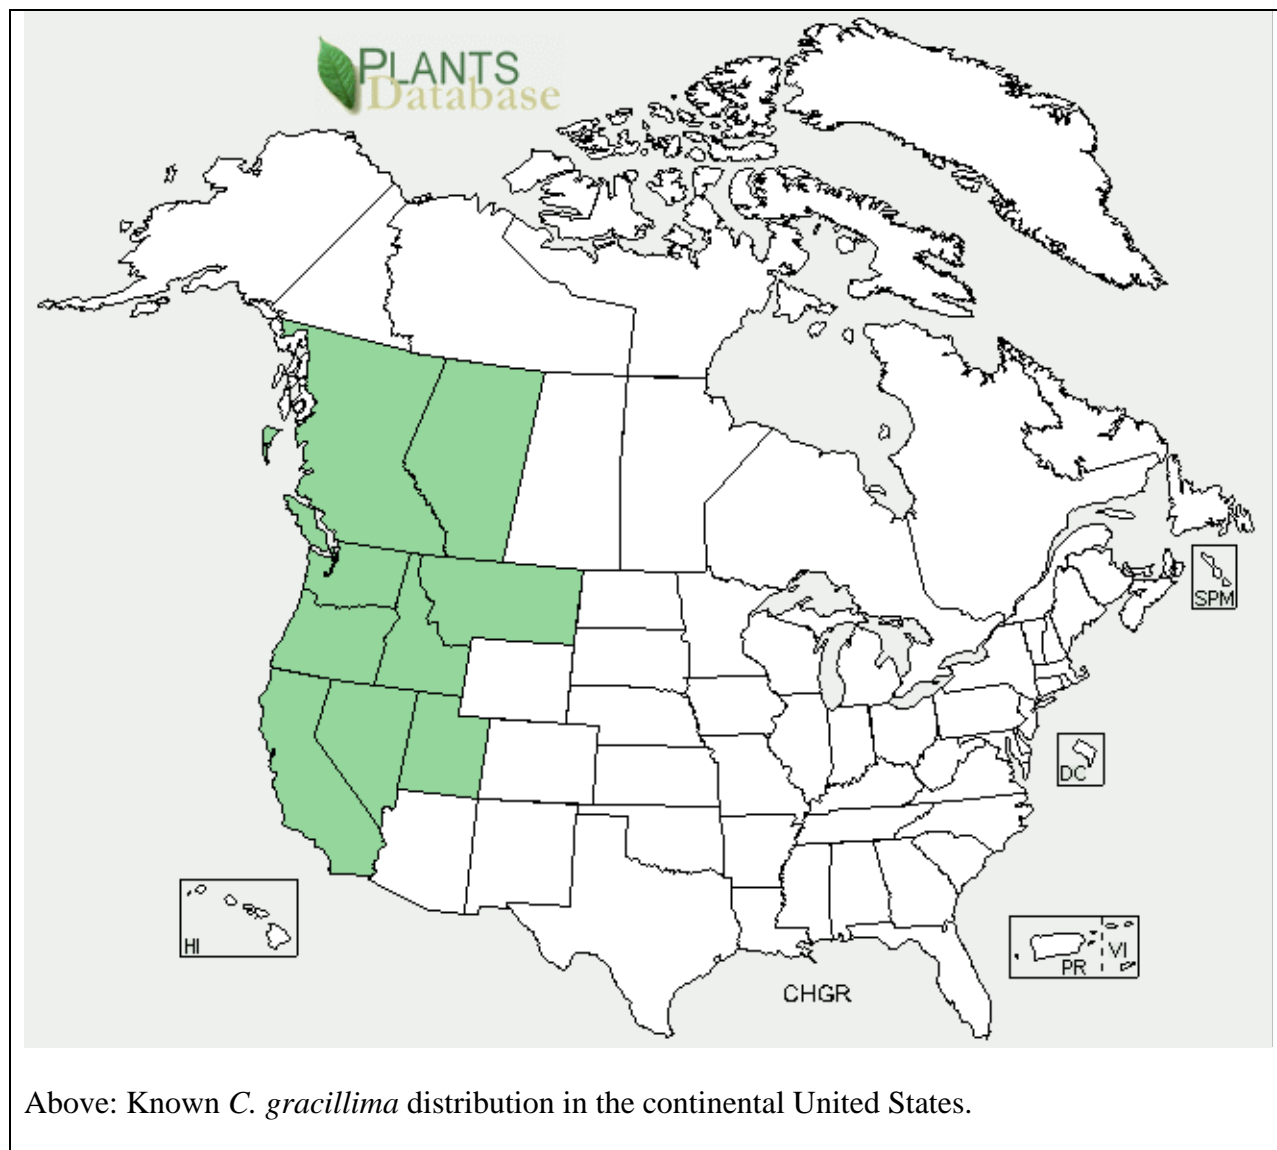 PLANTS
Database
SPM
DC
HI
PR
VI
CHGR
Above: Known C. gracillima distribution in the continental United States.